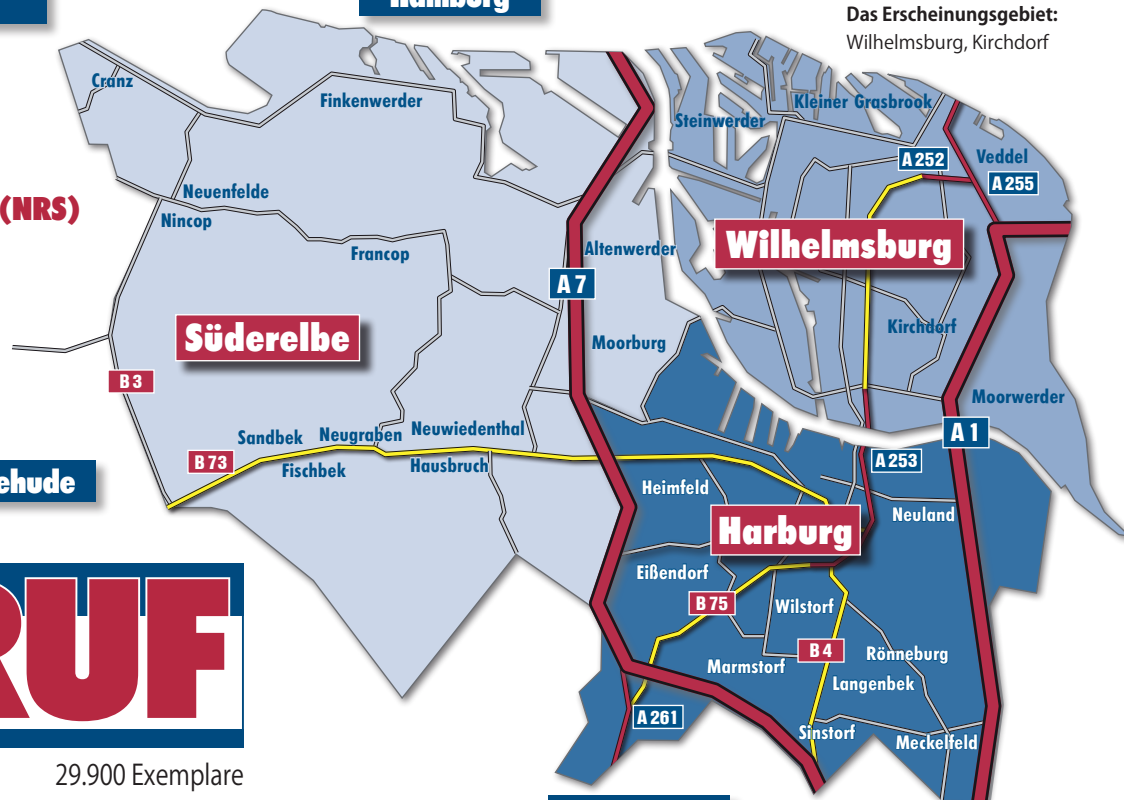 Hamburg
Das Erscheinungsgebiet:
Wilhelmsburg, Kirchdorf
Cranz
Finkenwerder
Kleiner Grasbrook
Steinwerder
A 252
Veddel
A 255
Neuenfelde
(NRS)
Nincop
Francop
Altenwerder
Wilhelmsburg
A 7
Süderelbe
Moorburg
Kirchdorf
B 3
Moorwerder
Sandbek
Neugraben
Neuwiedenthal
A 1
B 73
Fischbek
Hausbruch
A 253
ehude
Heimfeld
Neuland
Harburg
Eißendorf
B 75
Wilstorf
RUF
B 4
Rönneburg
Marmstorf
Langenbek
A 261
Sinstorf
Meckelfeld
29.900 Exemplare